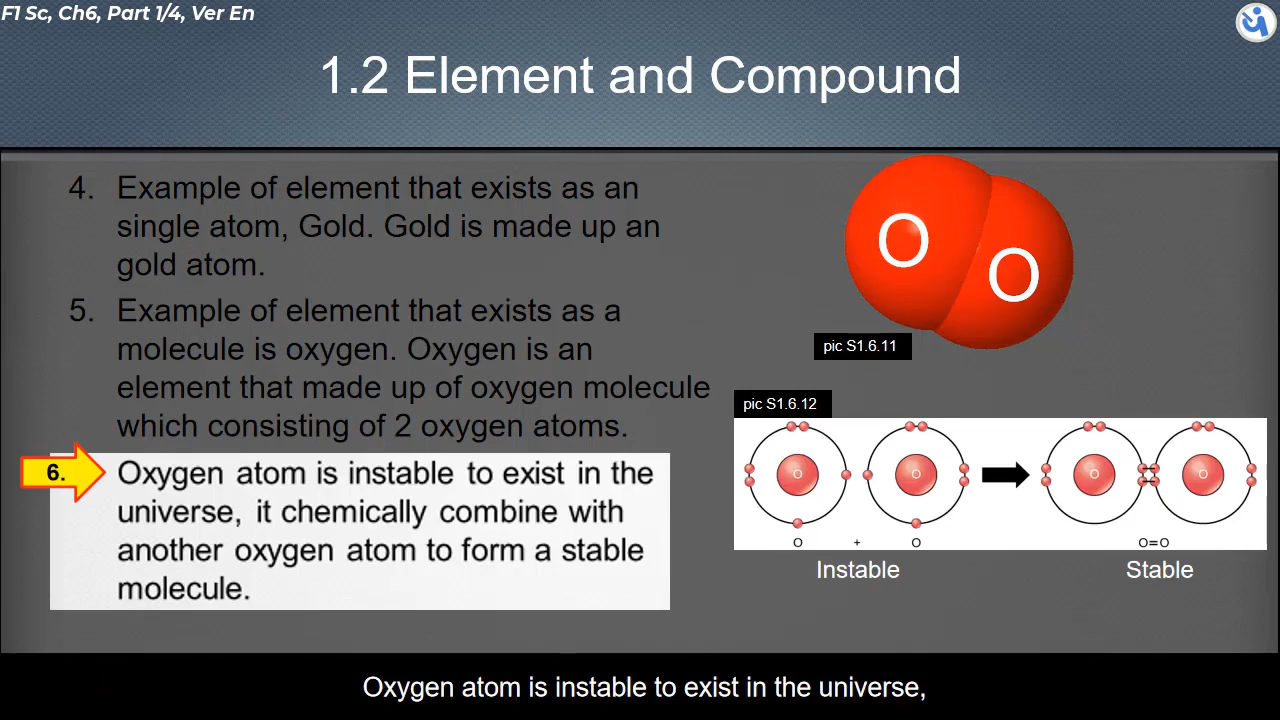 F1 Sc, Ch6, Part 1/4, Ver En
1.2 Element and Compound
4. Example of element that exists as an
single atom, Gold. Gold is made up an
gold atom.
5. Example of element that exists as a
molecule is oxygen. Oxygen is an
element that made up of oxygen molecule
which consisting of 2 oxygen atoms.
6. Oxygen atom is instable to exist in the
universe, it chemically combine with
another oxygen atom to form a stable
molecule.
O O
pic S1.6.11
pic S1.6.12
O O O O
O + O O=O
Instable Stable
Oxygen atom is instable to exist in the universe,